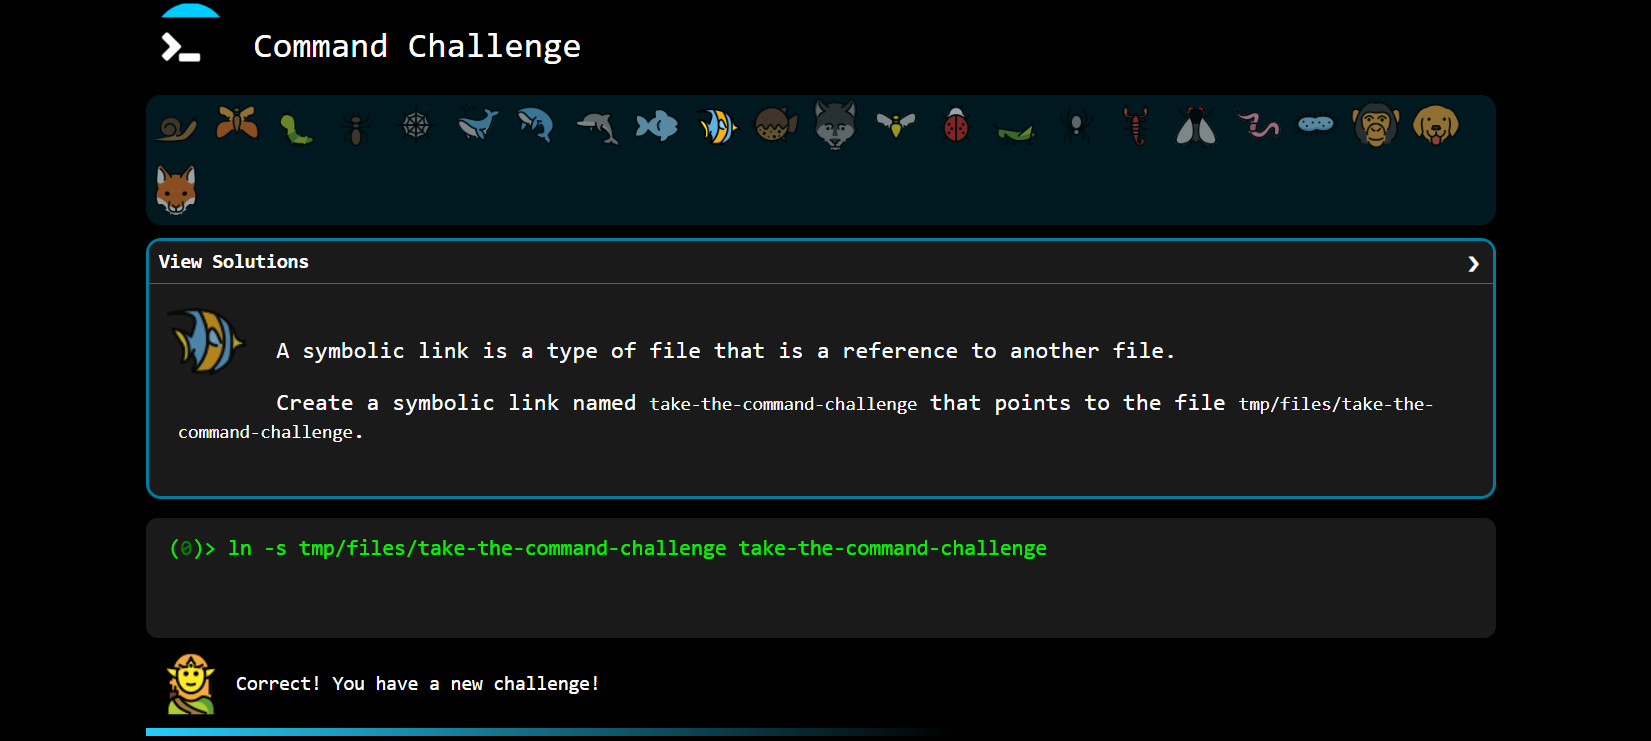 Command Challenge
View Solutions
A symbolic link is a type of file that is a reference to another file.
Create a symbolic link named take-the-command-challenge that points to the file tmp/files/take-the-
command-challenge.
(0)> ln -s tmp/files/take-the-command-challenge take-the-command-challenge
Correct! You have a new challenge!